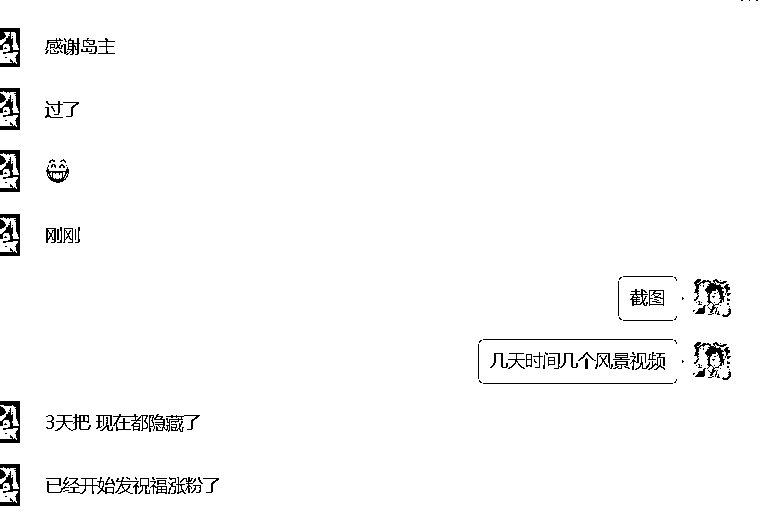 感谢岛主
过了
😁
刚刚
截图
几天时间几个风景视频
3天把 现在都隐藏了
已经开始发祝福涨粉了